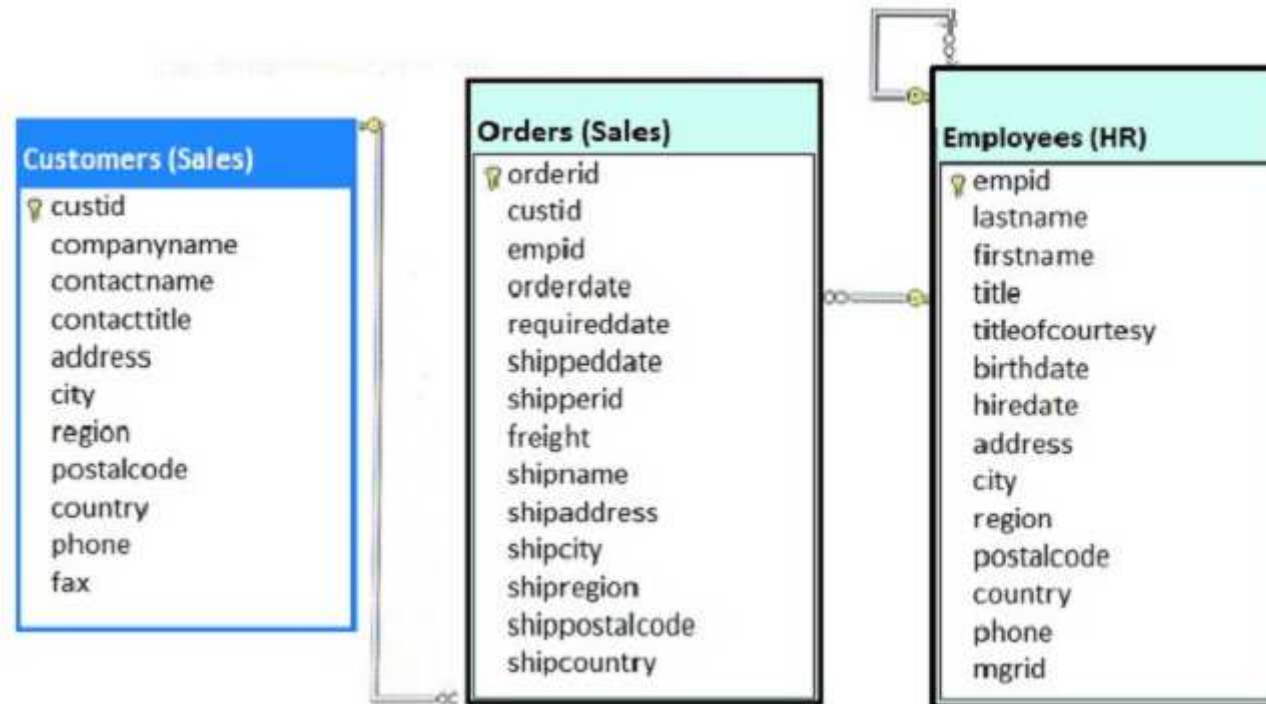 Customers (Sales)
custid
companyname
contactname
contacttitle
address
city
region
postalcode
country
phone
fax
Orders (Sales)
orderid
custid
empid
orderdate
requireddate
shippeddate
shipperid
freight
shipname
shipaddress
shipcity
shipregion
shippostalcode
shipcountry
Employees (HR)
empid
lastname
firstname
title
titleofcourtesy
birthdate
hiredate
address
city
region
postalcode
country
phone
mgrid